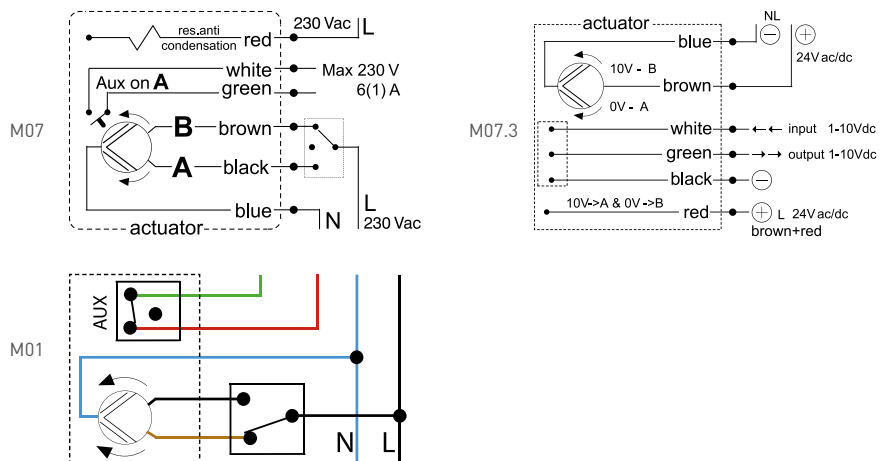 M07
res.anti
condensation
red
230 Vac
L
white
Max 230 V
Aux on A
green
6(1) A
B
brown
A
black
blue
N
L
230 Vac
actuator
M07.3
actuator
NL
blue
24V ac/dc
10V - B
brown
0V - A
white
input 1-10Vdc
green
output 1-10Vdc
black
10V->A & 0V ->B
red
L 24V ac/dc
brown+red
M01
AUX
N
L